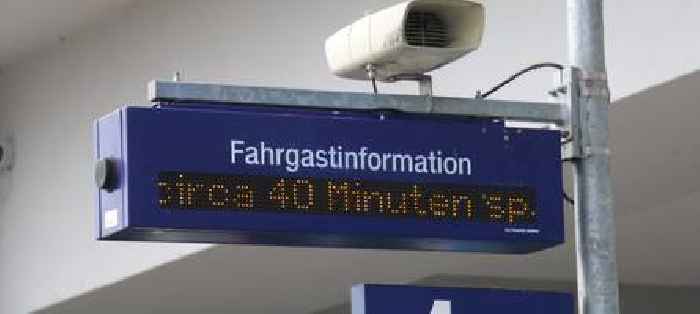 Fahrgastinformation
circa 40 Minuten sp